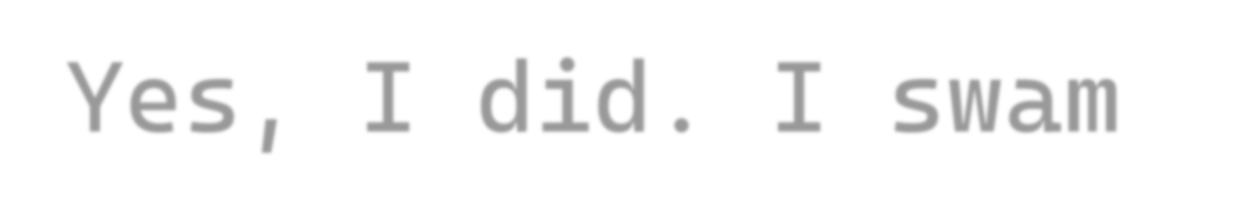 Yes, I did. I swam